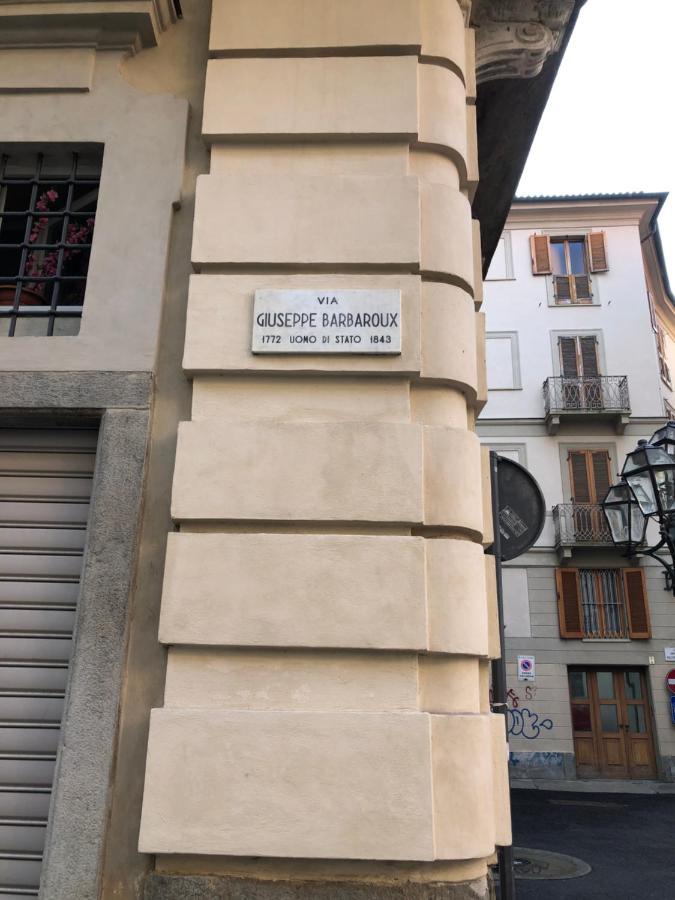 VIA
GIUSEPPE BARBAROUX
1772 UOMO DI STATO 1843